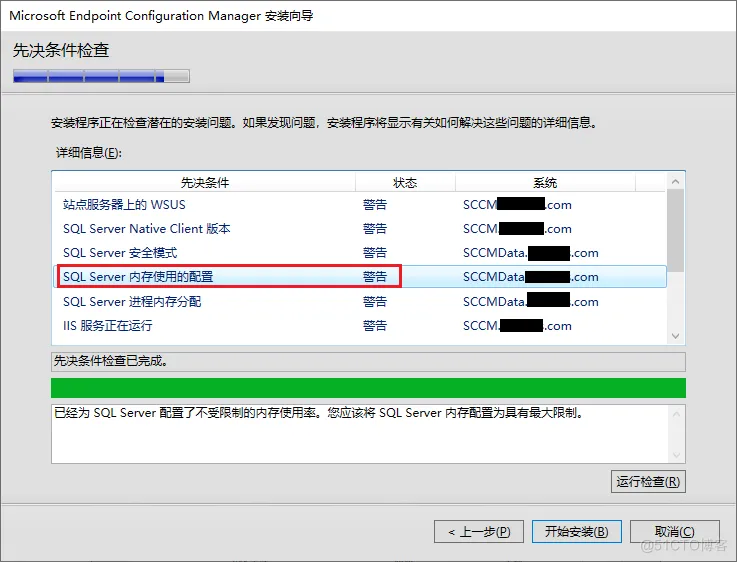 Microsoft Endpoint Configuration Manager 安装向导
先决条件检查
安装程序正在检查潜在的安装问题。如果发现问题，安装程序将显示有关如何解决这些问题的详细信息。
详细信息(E):
先决条件 状态 系统
站点服务器上的 WSUS 警告 SCCM .com
SQL Server Native Client 版本 警告 SCCM. .com
SQL Server 安全模式 警告 SCCMData. .com
SQL Server 内存使用的配置 警告 SCCMData .com
SQL Server 进程内存分配 警告 SCCMData. .com
IIS 服务正在运行 警告 SCCM. .com
先决条件检查已完成。
已经为 SQL Server 配置了不受限制的内存使用率。您应该将 SQL Server 内存配置为具有最大限制。
运行检查(R)
< 上一步(P) 开始安装(B) 取消(C)
@51CTO博客